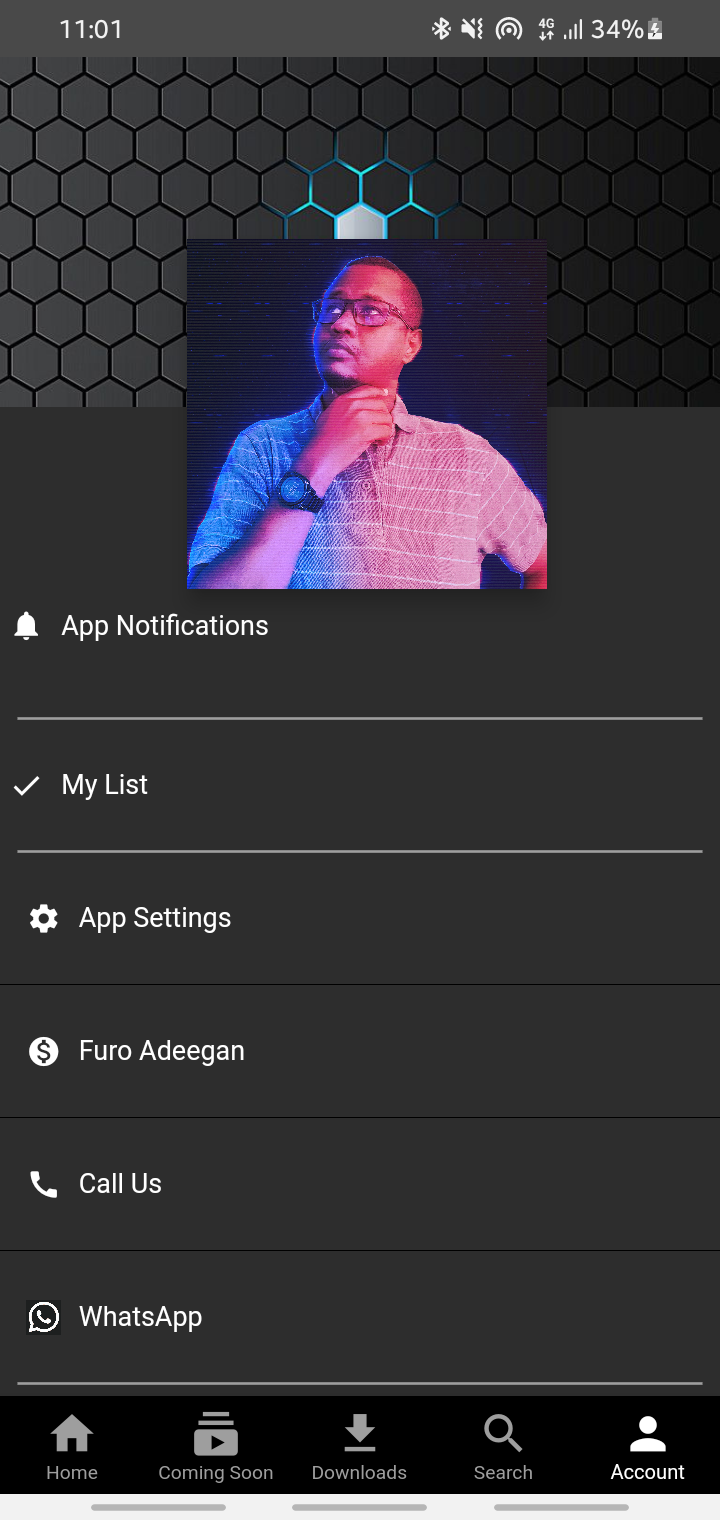 11:01 4G 34%
App Notifications
My List
App Settings
Furo Adeegan
Call Us
WhatsApp
Home Coming Soon Downloads Search Account